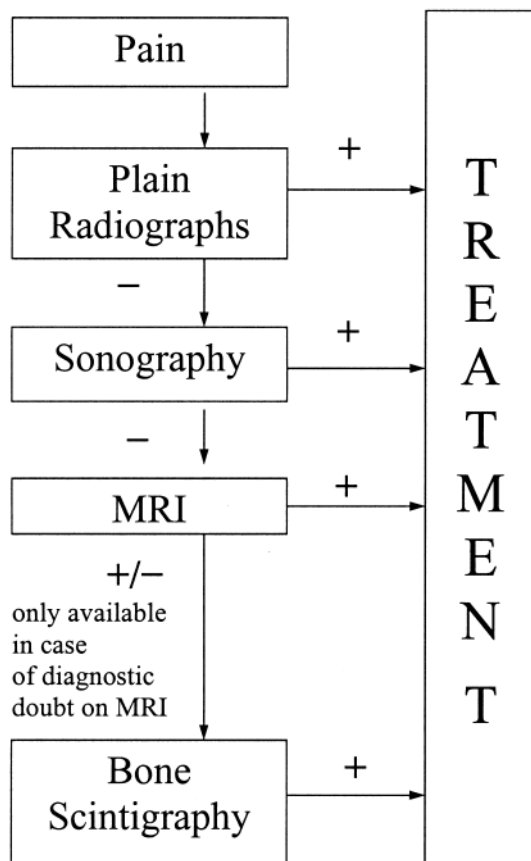 Pain
Plain
Radiographs
+
−
Sonography
+
−
MRI
+
+/−
only available
in case
of diagnostic
doubt on MRI
Bone
Scintigraphy
+
T
R
E
A
T
M
E
N
T